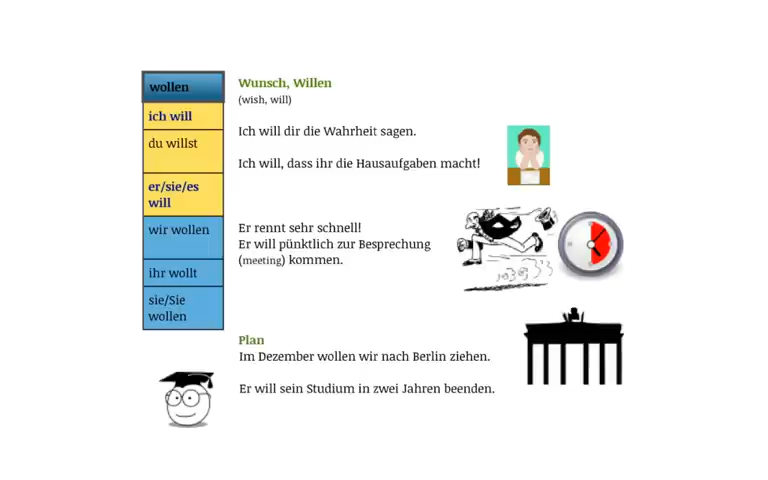 wollen
ich will
du willst
er/sie/es
will
wir wollen
ihr wollt
sie/Sie
wollen
Wunsch, Willen
(wish, will)
Ich will dir die Wahrheit sagen.
Ich will, dass ihr die Hausaufgaben macht!
Er rennt sehr schnell!
Er will pünktlich zur Besprechung
(meeting) kommen.
Plan
Im Dezember wollen wir nach Berlin ziehen.
Er will sein Studium in zwei Jahren beenden.